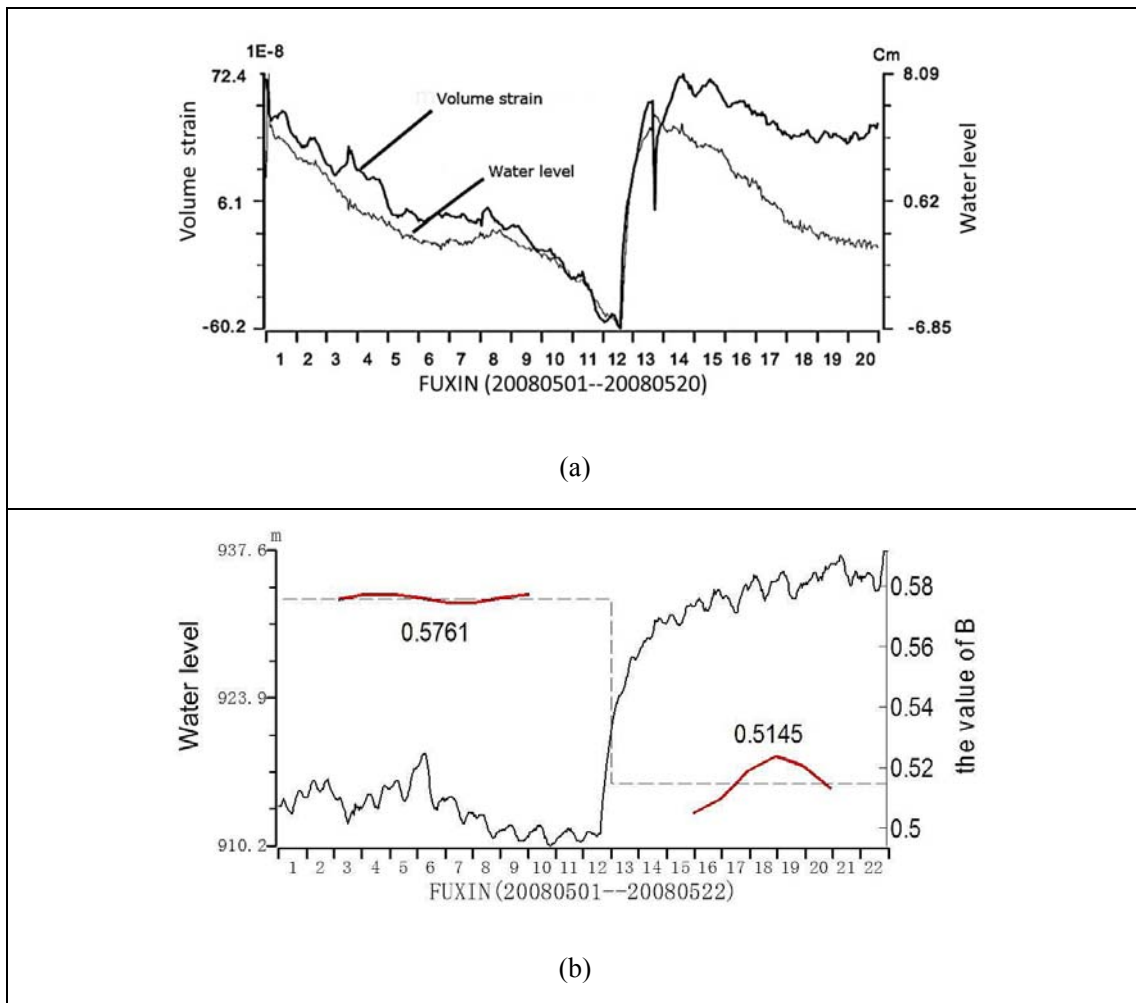 1E-8
Cm
72.4
8.09
Volume strain
Water level
Volume strain
6.1
0.62
Water level
-60.2
-6.85
1 2 3 4 5 6 7 8 9 10 11 12 13 14 15 16 17 18 19 20
FUXIN (20080501--20080520)
(a)
m
937.6
0.58
0.5761
0.56
Water level
923.9
0.54
the value of B
0.5145
0.52
0.5
910.2
1 2 3 4 5 6 7 8 9 10 11 12 13 14 15 16 17 18 19 20 21 22
FUXIN(20080501--20080522)
(b)